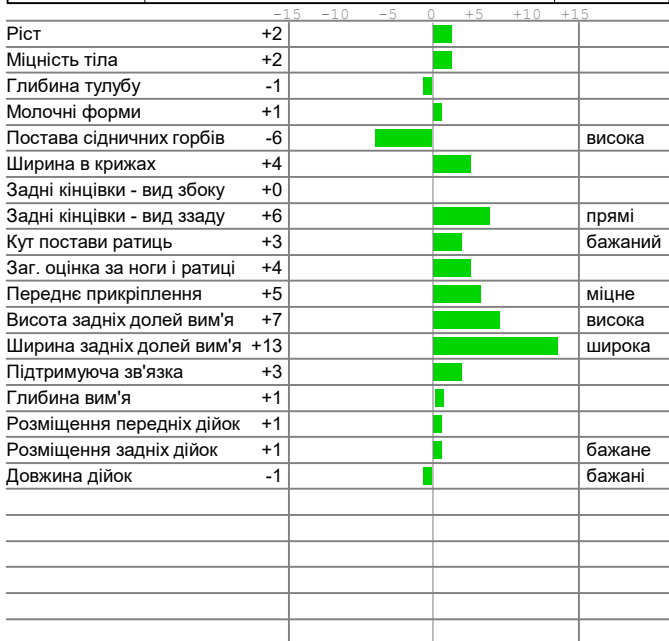 -15 -10 -5 0 +5 +10 +15
Ріст +2
Міцність тіла +2
Глибина тулубу -1
Молочні форми +1
Постава сідничних горбів -6 висока
Ширина в крижах +4
Задні кінцівки - вид збоку +0
Задні кінцівки - вид ззаду +6 прямі
Кут постави ратиць +3 бажаний
Заг. оцінка за ноги і ратиці +4
Переднє прикріплення +5 міцне
Висота задніх долей вим'я +7 висока
Ширина задніх долей вим'я +13 широка
Підтримуюча зв'язка +3
Глибина вим'я +1
Розміщення передніх дійок +1
Розміщення задніх дійок +1 бажане
Довжина дійок -1 бажані